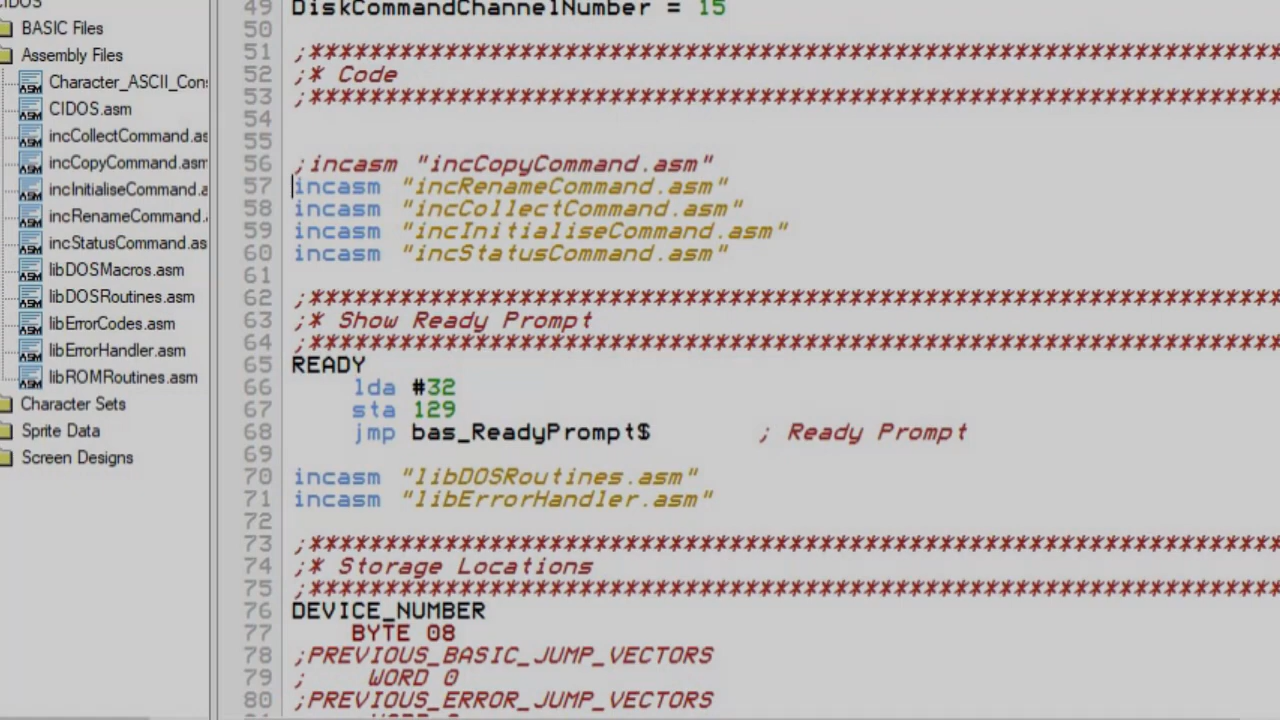 CIDOS
BASIC Files
Assembly Files
Character_ASCII_Con
CIDOS.asm
incCollectCommand.as
incCopyCommand.asm
incInitialiseCommand.a
incRenameCommand.
incStatusCommand.as
libDOSMacros.asm
libDOSRoutines.asm
libErrorCodes.asm
libErrorHandler.asm
libROMRoutines.asm
Character Sets
Sprite Data
Screen Designs
49 DiskCommandChannelNumber = 15
50
51 ;******************************************************************
52 ;* Code
53 ;******************************************************************
54
55
56 ;incasm "incCopyCommand.asm"
57 incasm "incRenameCommand.asm"
58 incasm "incCollectCommand.asm"
59 incasm "incInitialiseCommand.asm"
60 incasm "incStatusCommand.asm"
61
62 ;******************************************************************
63 ;* Show Ready Prompt
64 ;******************************************************************
65 READY
66 lda #32
67 sta 129
68 jmp bas_ReadyPrompt$ ; Ready Prompt
69
70 incasm "libDOSRoutines.asm"
71 incasm "libErrorHandler.asm"
72
73 ;******************************************************************
74 ;* Storage Locations
75 ;******************************************************************
76 DEVICE_NUMBER
77 BYTE 08
78 ;PREVIOUS_BASIC_JUMP_VECTORS
79 ; WORD 0
80 ;PREVIOUS_ERROR_JUMP_VECTORS